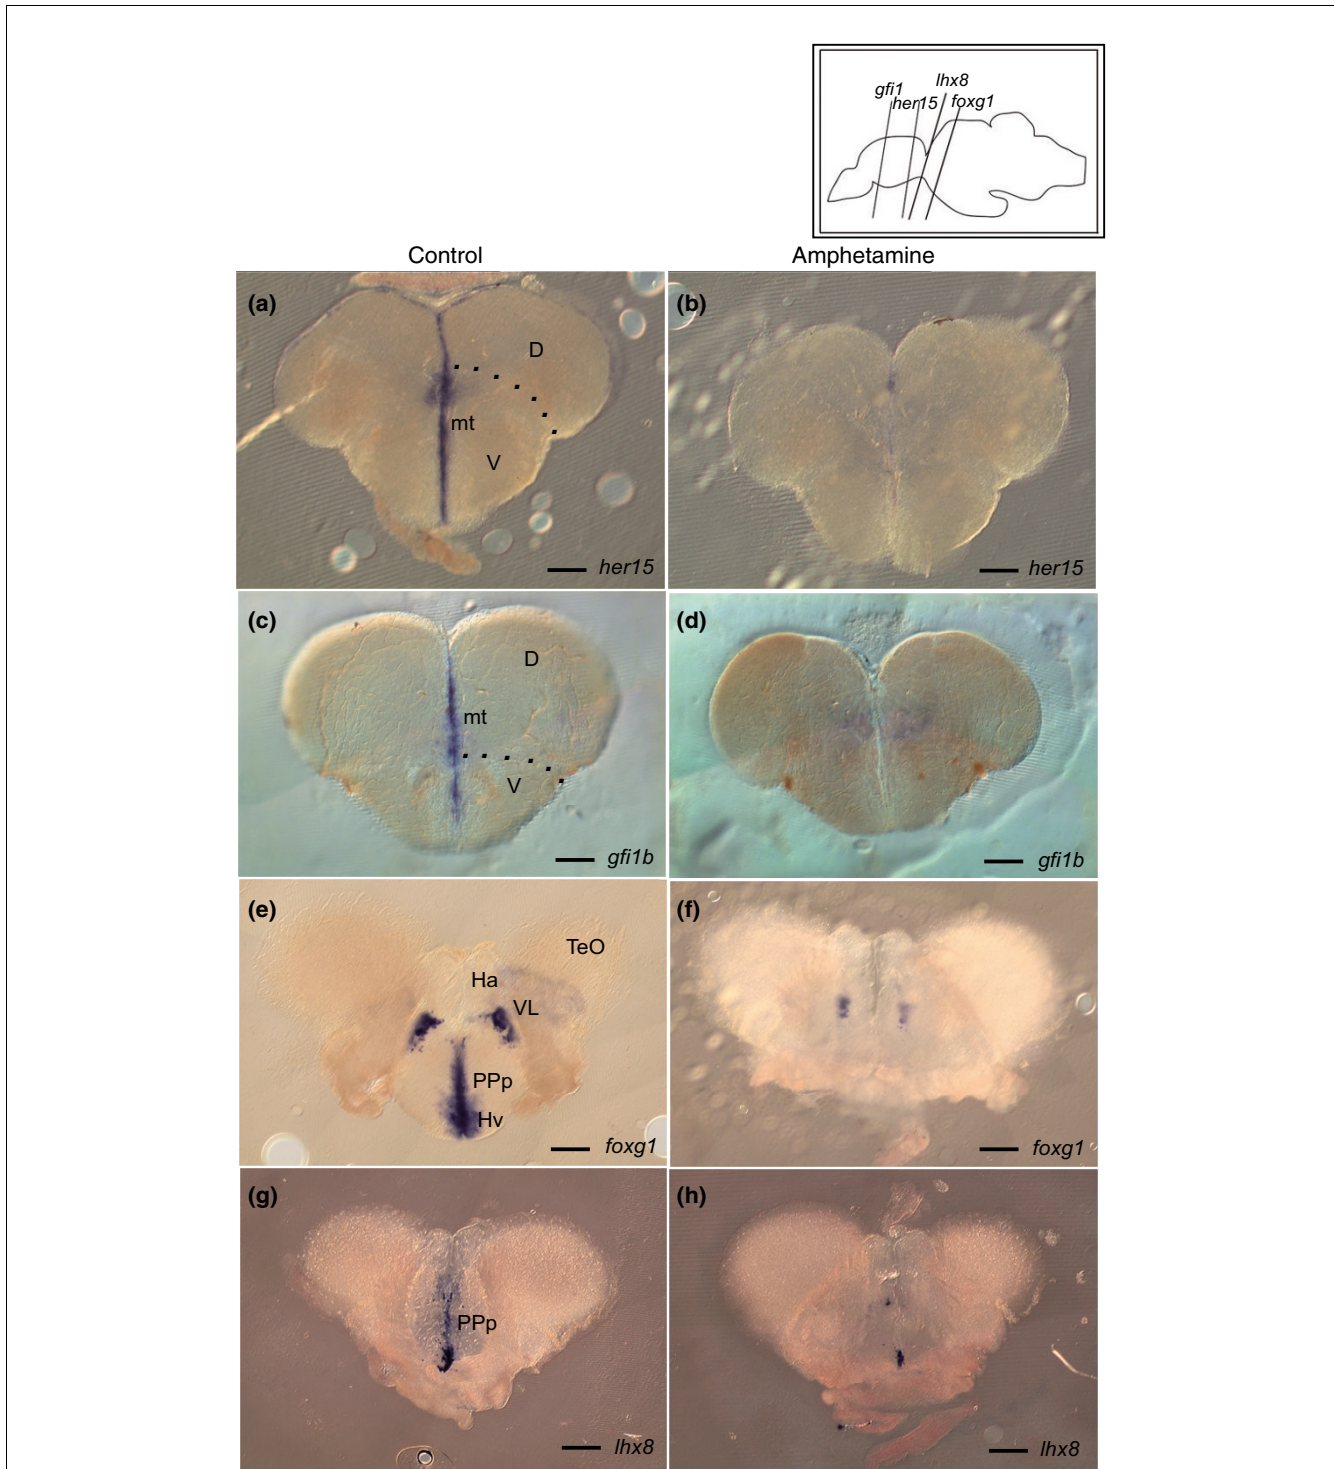 lhx8
gfi1
her15 foxg1
Control Amphetamine
(a) (b)
D
mt
V
her15 her15
(c) (d)
D
mt
V
gfi1b gfi1b
(e) (f)
TeO
Ha
VL
PPp
Hv
foxg1 foxg1
(g) (h)
PPp
lhx8 lhx8